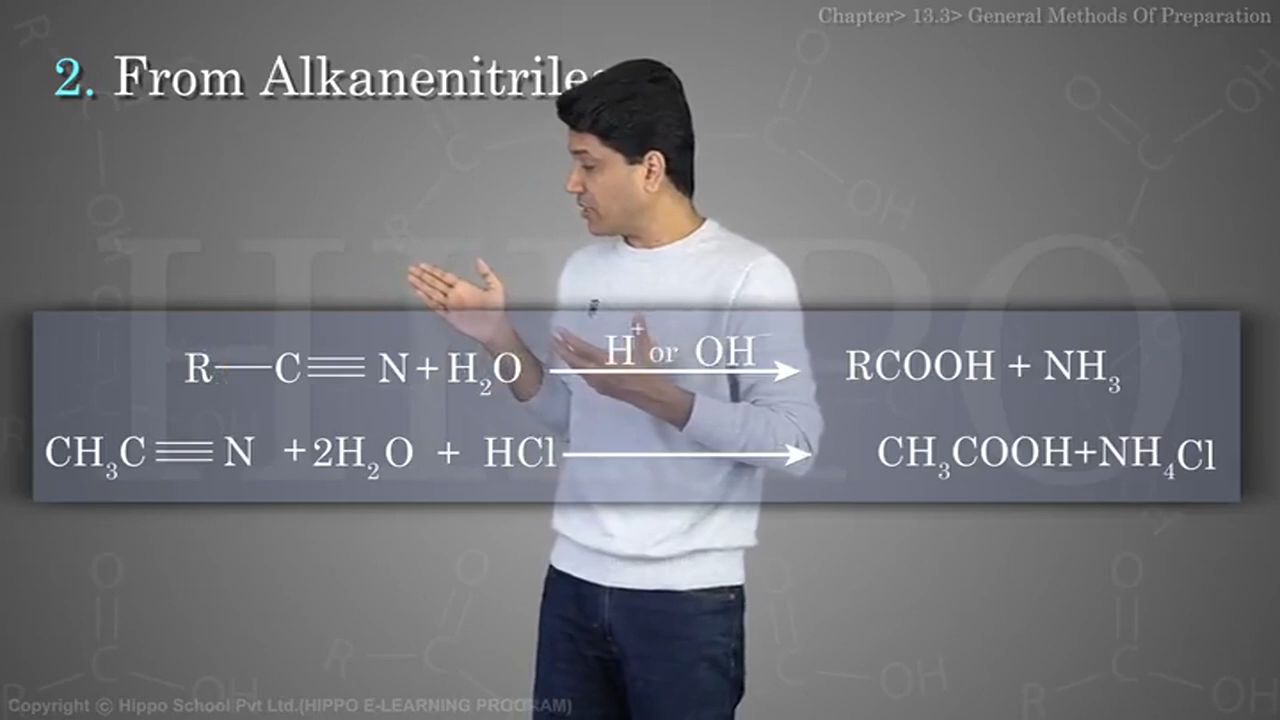 Chapter> 13.3> General Methods Of Preparation
2. From Alkanenitriles
HIPPO
R—C≡N+H₂O H⁺ or OH⁻ → RCOOH + NH₃
CH₃C≡N +2H₂O + HCl → CH₃COOH+NH₄Cl
Copyright © Hippo School Pvt Ltd.(HIPPO E-LEARNING PROGRAM)